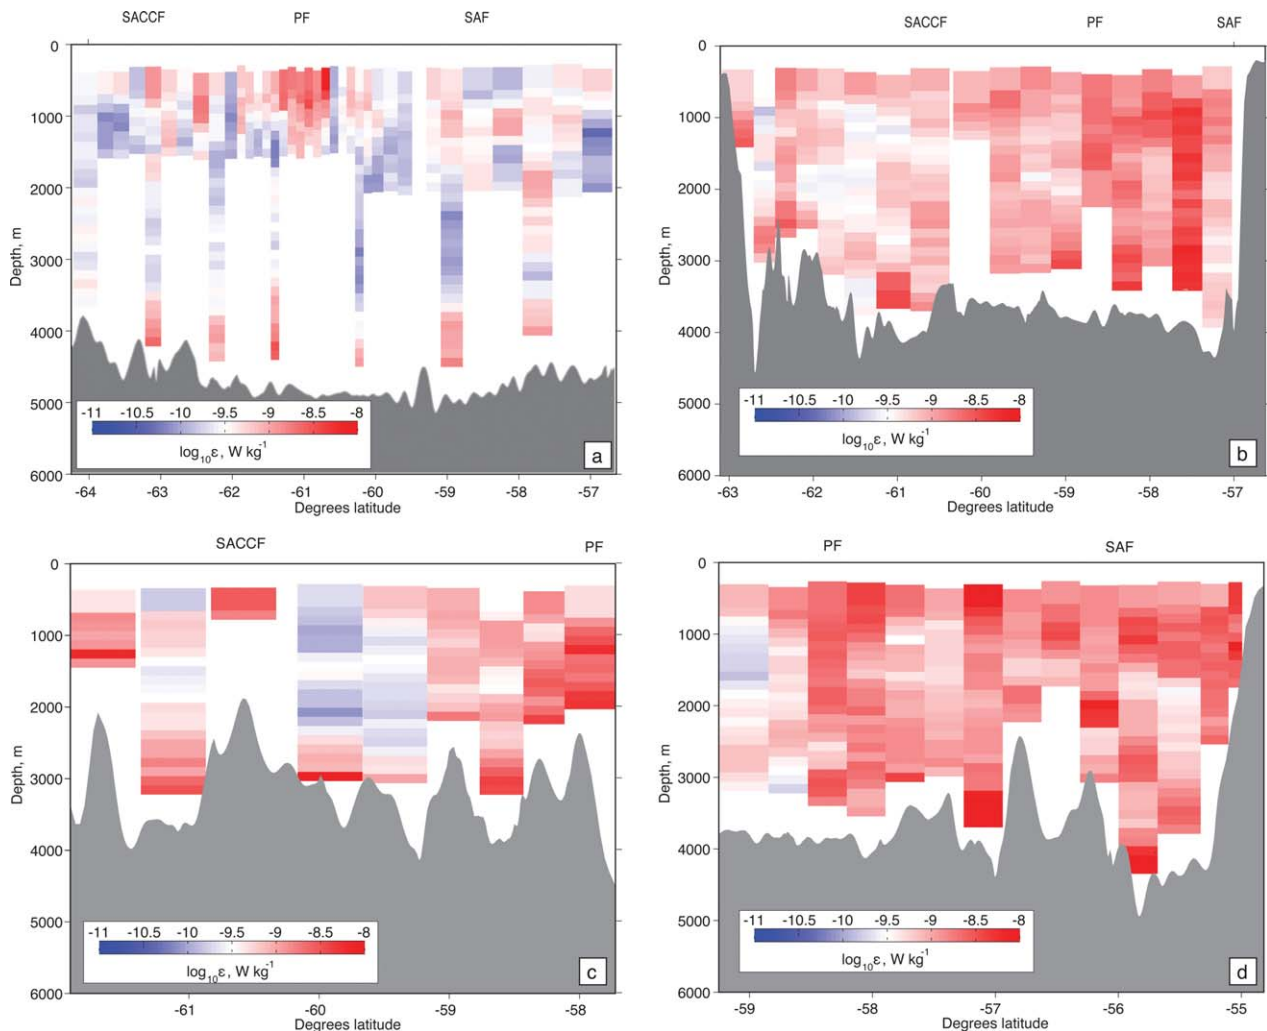 SACCF PF SAF
0
1000
2000
3000
4000
5000
6000
Depth, m
-11 -10.5 -10 -9.5 -9 -8.5 -8
log10ε, W kg-1
a
-64 -63 -62 -61 -60 -59 -58 -57
Degrees latitude
SACCF PF SAF
0
1000
2000
3000
4000
5000
6000
Depth, m
-11 -10.5 -10 -9.5 -9 -8.5 -8
log10ε, W kg-1
b
-63 -62 -61 -60 -59 -58 -57
Degrees latitude
SACCF PF
0
1000
2000
3000
4000
5000
6000
Depth, m
-11 -10.5 -10 -9.5 -9 -8.5 -8
log10ε, W kg-1
c
-61 -60 -59 -58
Degrees latitude
PF SAF
0
1000
2000
3000
4000
5000
6000
Depth, m
-11 -10.5 -10 -9.5 -9 -8.5 -8
log10ε, W kg-1
d
-59 -58 -57 -56 -55
Degrees latitude